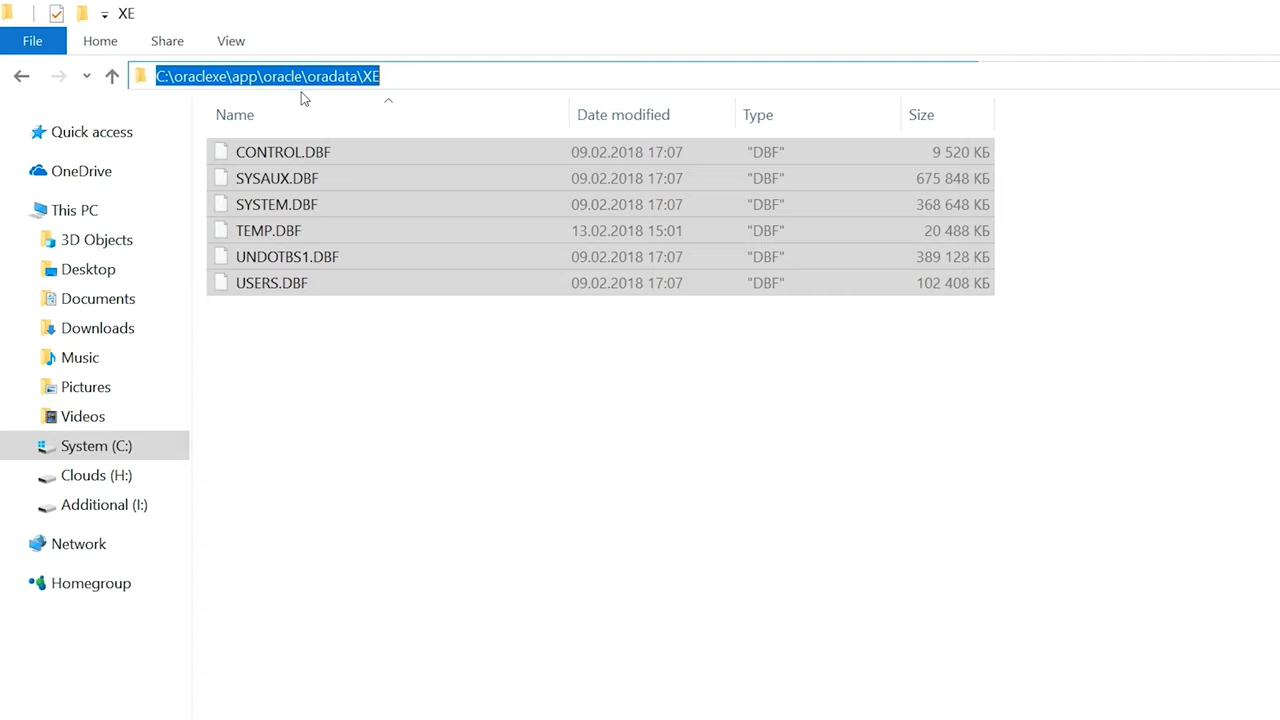 XE
File Home Share View
C:\oraclexe\app\oracle\oradata\XE
Name Date modified Type Size
CONTROL.DBF 09.02.2018 17:07 "DBF" 9 520 КБ
SYSAUX.DBF 09.02.2018 17:07 "DBF" 675 848 КБ
SYSTEM.DBF 09.02.2018 17:07 "DBF" 368 648 КБ
TEMP.DBF 13.02.2018 15:01 "DBF" 20 488 КБ
UNDOTBS1.DBF 09.02.2018 17:07 "DBF" 389 128 КБ
USERS.DBF 09.02.2018 17:07 "DBF" 102 408 КБ
Quick access
OneDrive
This PC
3D Objects
Desktop
Documents
Downloads
Music
Pictures
Videos
System (C:)
Clouds (H:)
Additional (I:)
Network
Homegroup